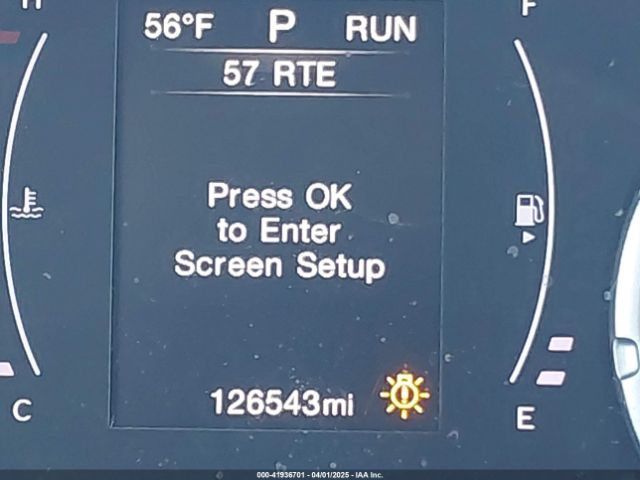 H
F
56°F P RUN
57 RTE
Press OK
to Enter
Screen Setup
126543mi
C
E
000-41936701 - 04/01/2025 - IAA Inc.